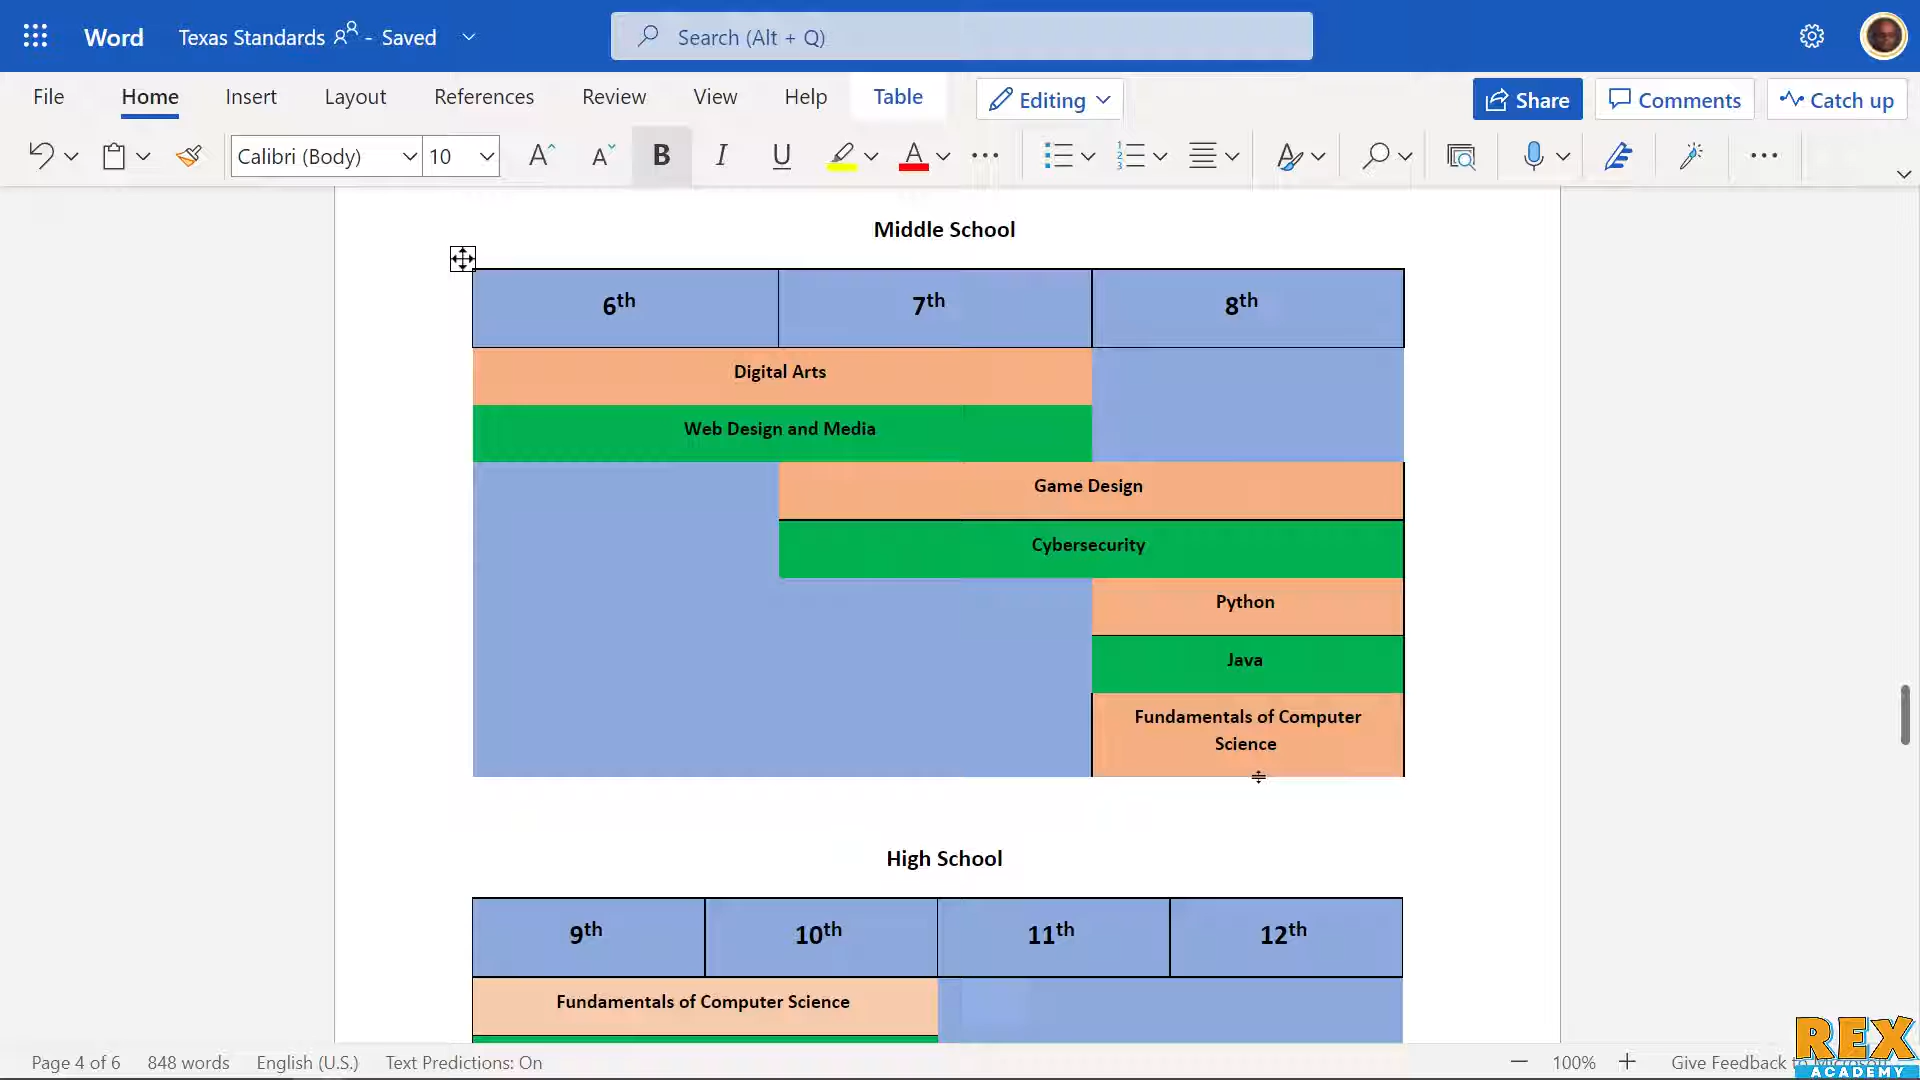 Word
Texas Standards - Saved
Search (Alt + Q)
File Home Insert Layout References Review View Help Table Editing Share Comments Catch up
Calibri (Body) 10 A A B I U A
Middle School
6th 7th 8th
Digital Arts
Web Design and Media
Game Design
Cybersecurity
Python
Java
Fundamentals of Computer
Science
High School
9th 10th 11th 12th
Fundamentals of Computer Science
Page 4 of 6 848 words English (U.S.) Text Predictions: On 100% Give Feedback
REX
ACADEMY